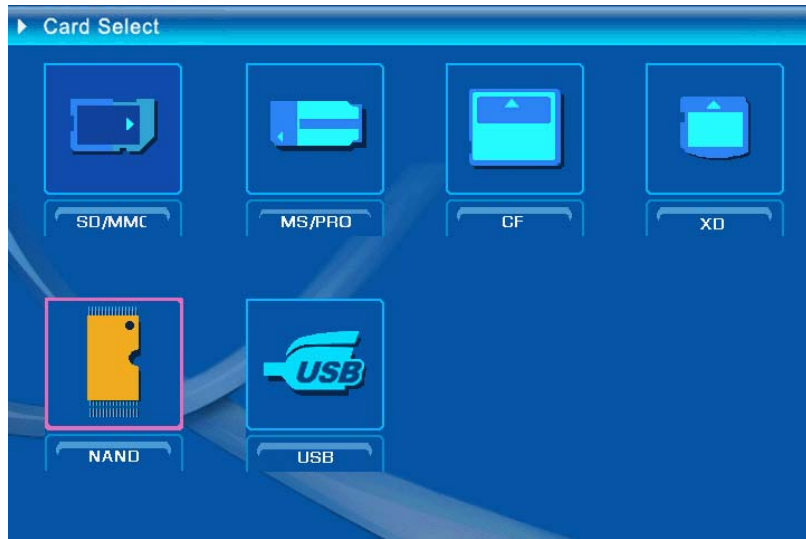 Card Select
SD/MMC
MS/PRO
CF
XD
USB
NAND
USB